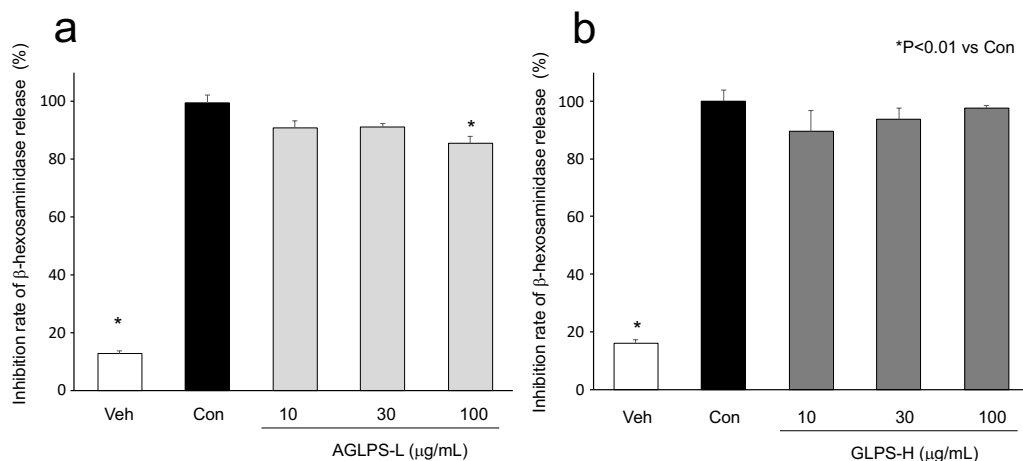 a
Inhibition rate of β-hexosaminidase release (%)
100
80
60
40
20
0
*
*
Veh Con 10 30 100
AGLPS-L (μg/mL)
b
*P<0.01 vs Con
Inhibition rate of β-hexosaminidase release (%)
100
80
60
40
20
0
*
Veh Con 10 30 100
GLPS-H (μg/mL)